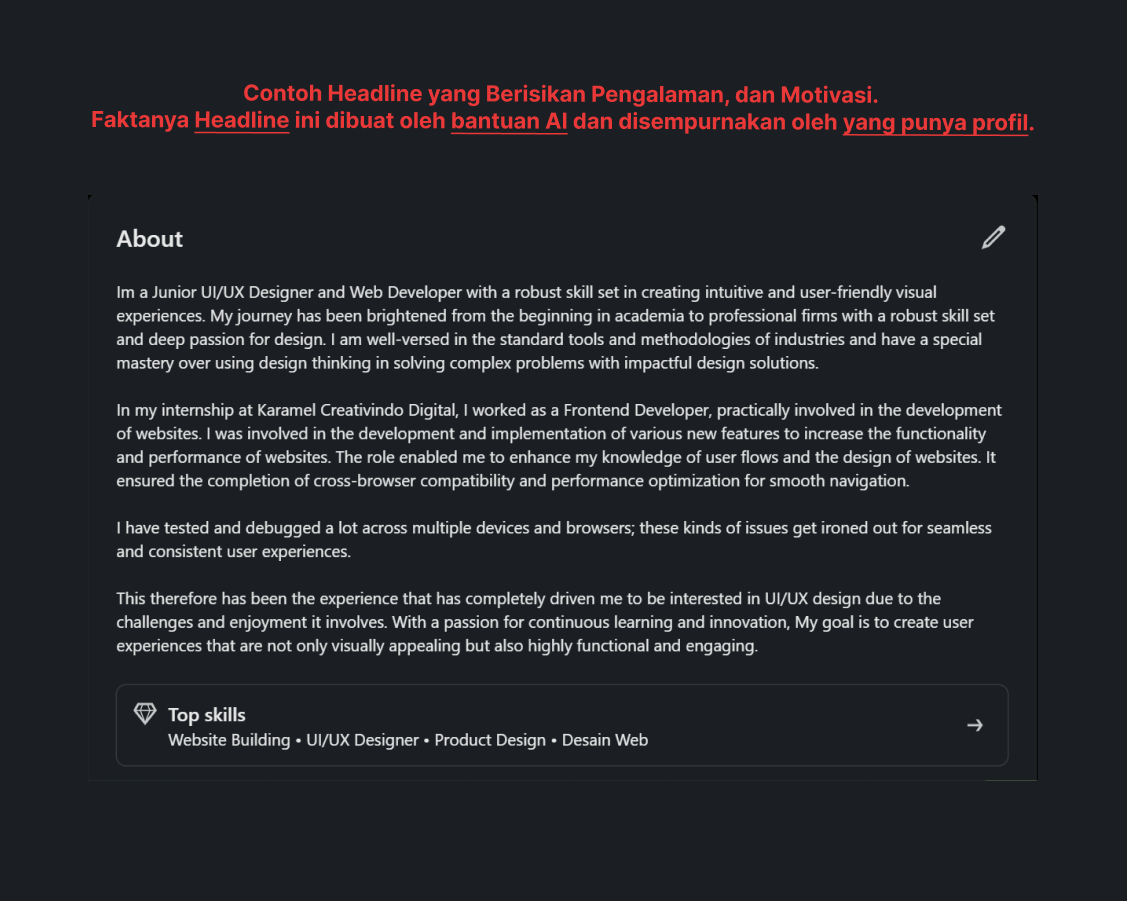 Contoh Headline yang Berisikan Pengalaman, dan Motivasi.
Faktanya Headline ini dibuat oleh bantuan AI dan disempurnakan oleh yang punya profil.
About
Im a Junior UI/UX Designer and Web Developer with a robust skill set in creating intuitive and user-friendly visual
experiences. My journey has been brightened from the beginning in academia to professional firms with a robust skill set
and deep passion for design. I am well-versed in the standard tools and methodologies of industries and have a special
mastery over using design thinking in solving complex problems with impactful design solutions.
In my internship at Karamel Creativindo Digital, I worked as a Frontend Developer, practically involved in the development
of websites. I was involved in the development and implementation of various new features to increase the functionality
and performance of websites. The role enabled me to enhance my knowledge of user flows and the design of websites. It
ensured the completion of cross-browser compatibility and performance optimization for smooth navigation.
I have tested and debugged a lot across multiple devices and browsers; these kinds of issues get ironed out for seamless
and consistent user experiences.
This therefore has been the experience that has completely driven me to be interested in UI/UX design due to the
challenges and enjoyment it involves. With a passion for continuous learning and innovation, My goal is to create user
experiences that are not only visually appealing but also highly functional and engaging.
Top skills
Website Building • UI/UX Designer • Product Design • Desain Web